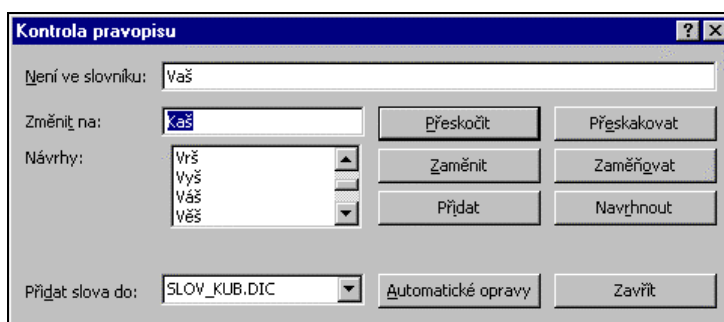 Kontrola pravopisu
Není ve slovníku: Vaš
Změnit na: Kaš Přeskočit Přeskakovat
Návrhy: Vrš Zaměnit Zaměňovat
Vyš
Váš
Věš Přidat Navrhnout
Přidat slova do: SLOV_KUB.DIC Automatické opravy Zavřít